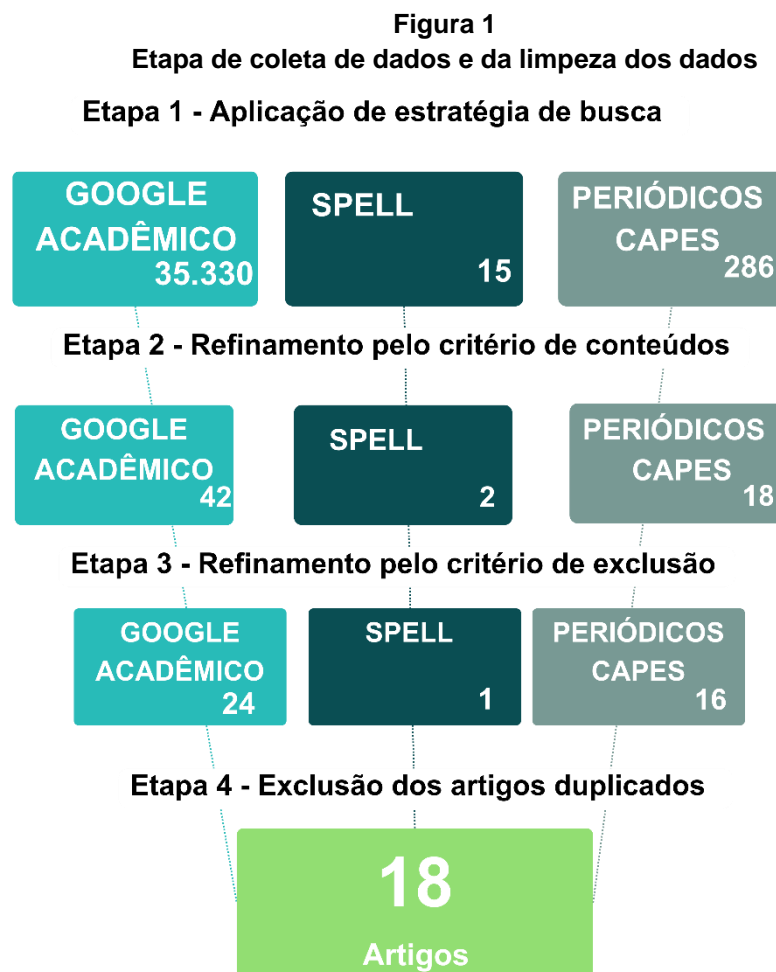 Figura 1
Etapa de coleta de dados e da limpeza dos dados
Etapa 1 - Aplicação de estratégia de busca
GOOGLE
ACADÊMICO
35.330
SPELL
15
PERIÓDICOS
CAPES
286
Etapa 2 - Refinamento pelo critério de conteúdos
GOOGLE
ACADÊMICO
42
SPELL
2
PERIÓDICOS
CAPES
18
Etapa 3 - Refinamento pelo critério de exclusão
GOOGLE
ACADÊMICO
24
SPELL
1
PERIÓDICOS
CAPES
16
Etapa 4 - Exclusão dos artigos duplicados
18
Artigos